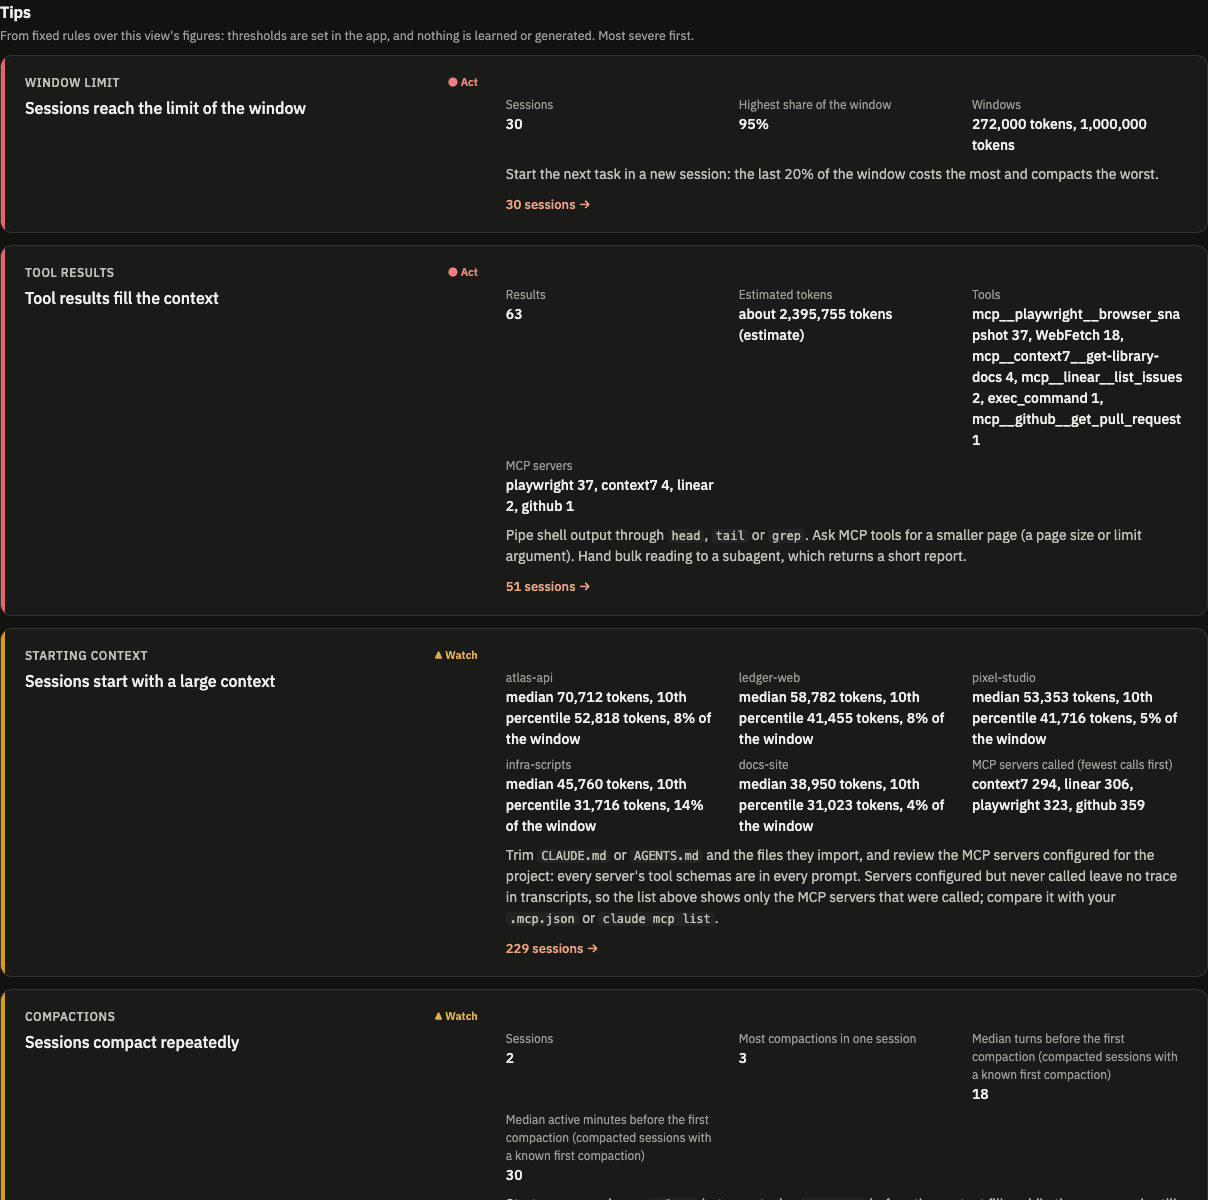 Tips
From fixed rules over this view's figures: thresholds are set in the app, and nothing is learned or generated. Most severe first.
WINDOW LIMIT
Act
Sessions reach the limit of the window
Sessions
30
Highest share of the window
95%
Windows
272,000 tokens, 1,000,000
tokens
Start the next task in a new session: the last 20% of the window costs the most and compacts the worst.
30 sessions →
TOOL RESULTS
Act
Tool results fill the context
Results
63
Estimated tokens
about 2,395,755 tokens
(estimate)
Tools
mcp__playwright__browser_sna
pshot 37, WebFetch 18,
mcp__context7__get-library-
docs 4, mcp__linear__list_issues
2, exec_command 1,
mcp__github__get_pull_request
1
MCP servers
playwright 37, context7 4, linear
2, github 1
Pipe shell output through head, tail or grep. Ask MCP tools for a smaller page (a page size or limit
argument). Hand bulk reading to a subagent, which returns a short report.
51 sessions →
STARTING CONTEXT
Watch
Sessions start with a large context
atlas-api
median 70,712 tokens, 10th
percentile 52,818 tokens, 8% of
the window
ledger-web
median 58,782 tokens, 10th
percentile 41,455 tokens, 8% of
the window
pixel-studio
median 53,353 tokens, 10th
percentile 41,716 tokens, 5% of
the window
infra-scripts
median 45,760 tokens, 10th
percentile 31,716 tokens, 14%
of the window
docs-site
median 38,950 tokens, 10th
percentile 31,023 tokens, 4% of
the window
MCP servers called (fewest calls first)
context7 294, linear 306,
playwright 323, github 359
Trim CLAUDE.md or AGENTS.md and the files they import, and review the MCP servers configured for the
project: every server's tool schemas are in every prompt. Servers configured but never called leave no trace
in transcripts, so the list above shows only the MCP servers that were called; compare it with your
.mcp.json or claude mcp list.
229 sessions →
COMPACTIONS
Watch
Sessions compact repeatedly
Sessions
2
Most compactions in one session
3
Median turns before the first
compaction (compacted sessions with
a known first compaction)
18
Median active minutes before the first
compaction (compacted sessions with
a known first compaction)
30